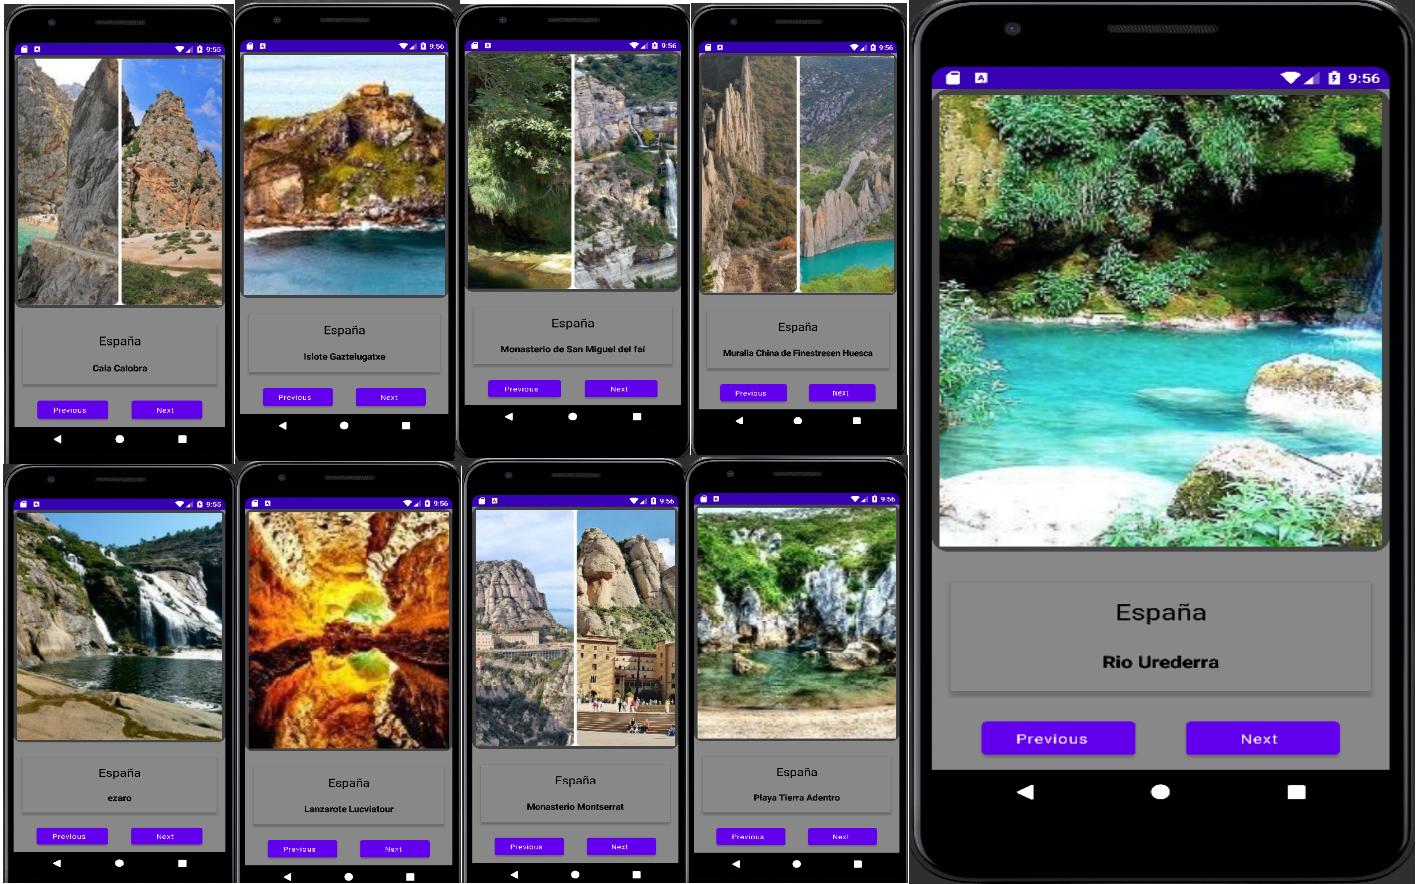 9:55
España
Cala Calobra
Previous Next
9:56
España
Islote Gaztelugatxe
Previous Next
9:56
España
Monasterio de San Miguel del fai
Previous Next
9:56
España
Muralla China de Finestresen Huesca
Previous Next
9:56
España
Rio Urederra
Previous Next
9:55
España
ezaro
Previous Next
9:56
España
Lanzarote Lucviatour
Previous Next
9:56
España
Monasterio Montserrat
Previous Next
9:56
España
Playa Tierra Adentro
Previous Next